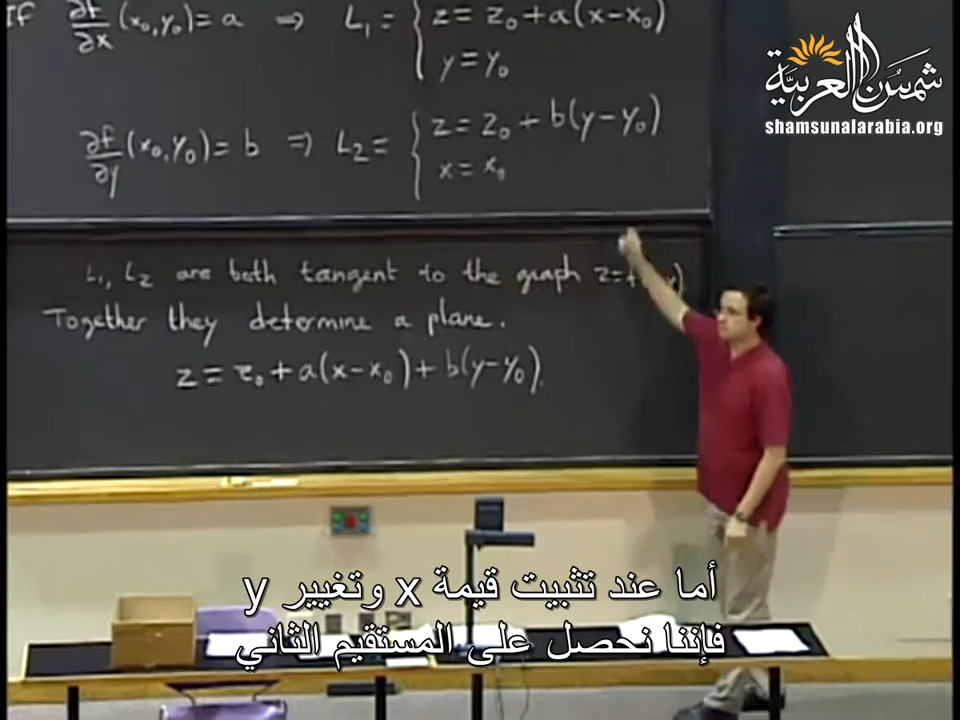 If ∂f/∂x (x₀,y₀) = a ⇒ L₁ = { z = z₀ + a(x-x₀)
y = y₀
∂f/∂y (x₀,y₀) = b ⇒ L₂ = { z = z₀ + b(y-y₀)
x = x₀
L₁, L₂ are both tangent to the graph z=f
Together they determine a plane.
z = z₀ + a(x-x₀) + b(y-y₀).
شمس العربية
shamsunalarabia.org
أما عند تثبيت قيمة x وتغيير y
فإننا نحصل على المستقيم الثاني